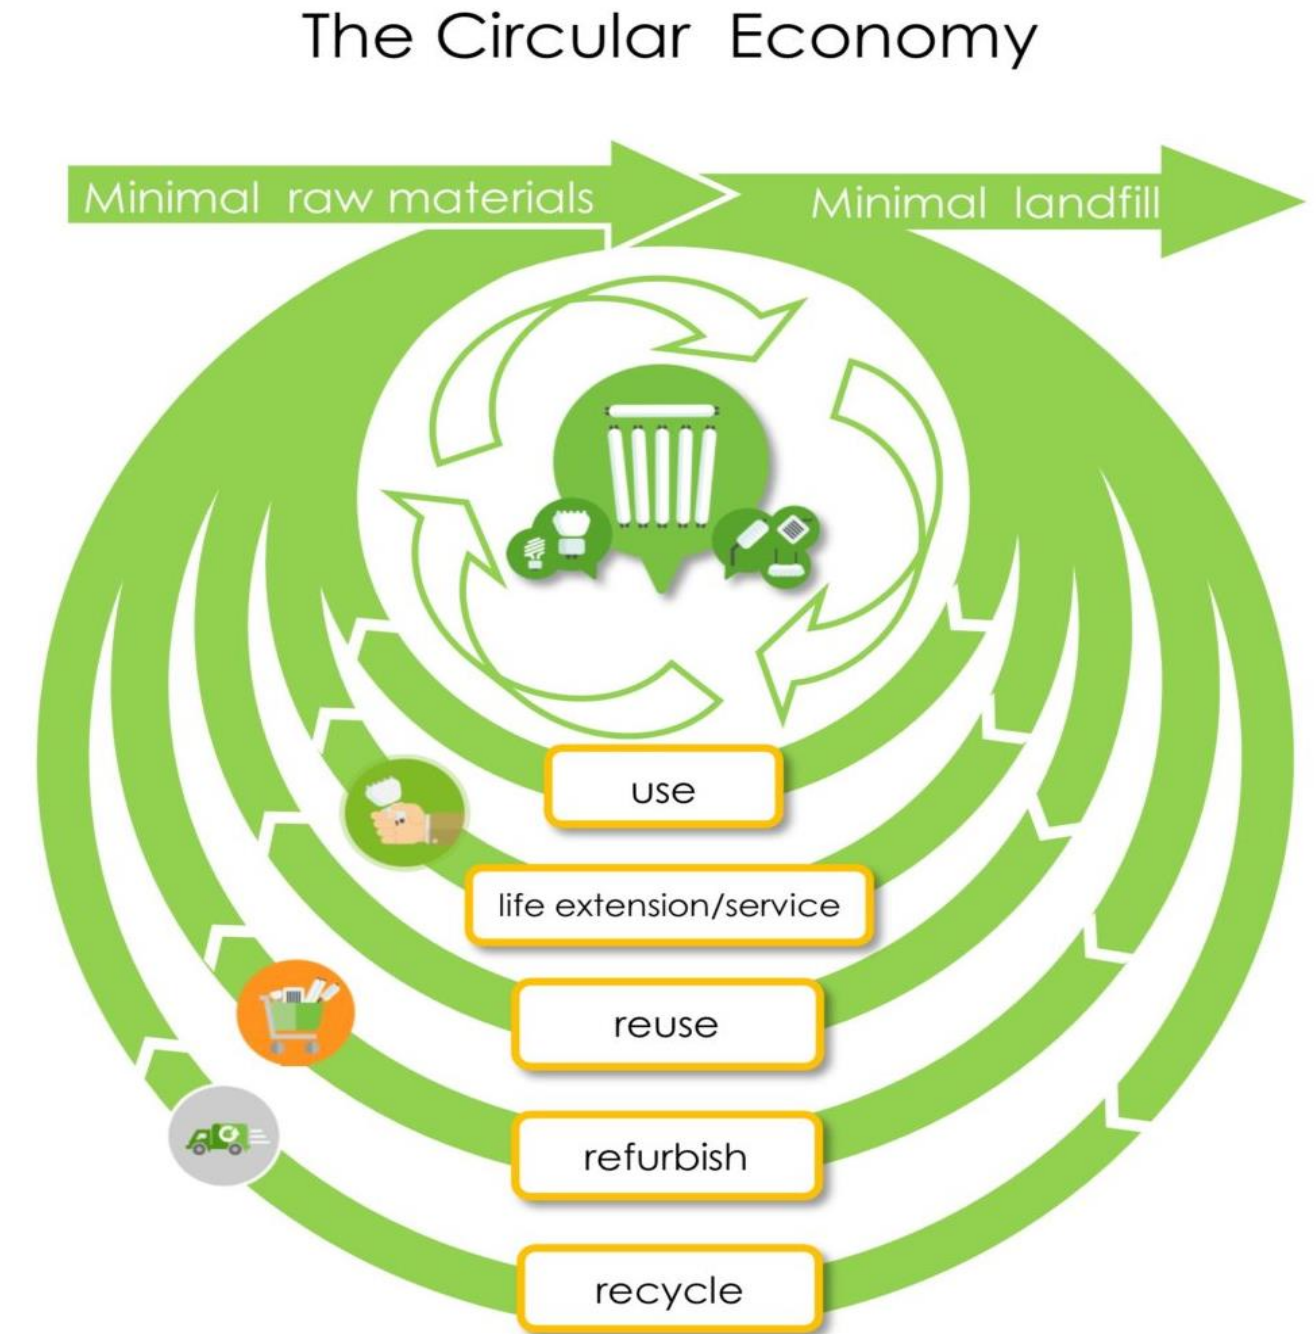 The Circular Economy
Minimal raw materials
Minimal landfill
use
life extension/service
reuse
refurbish
recycle